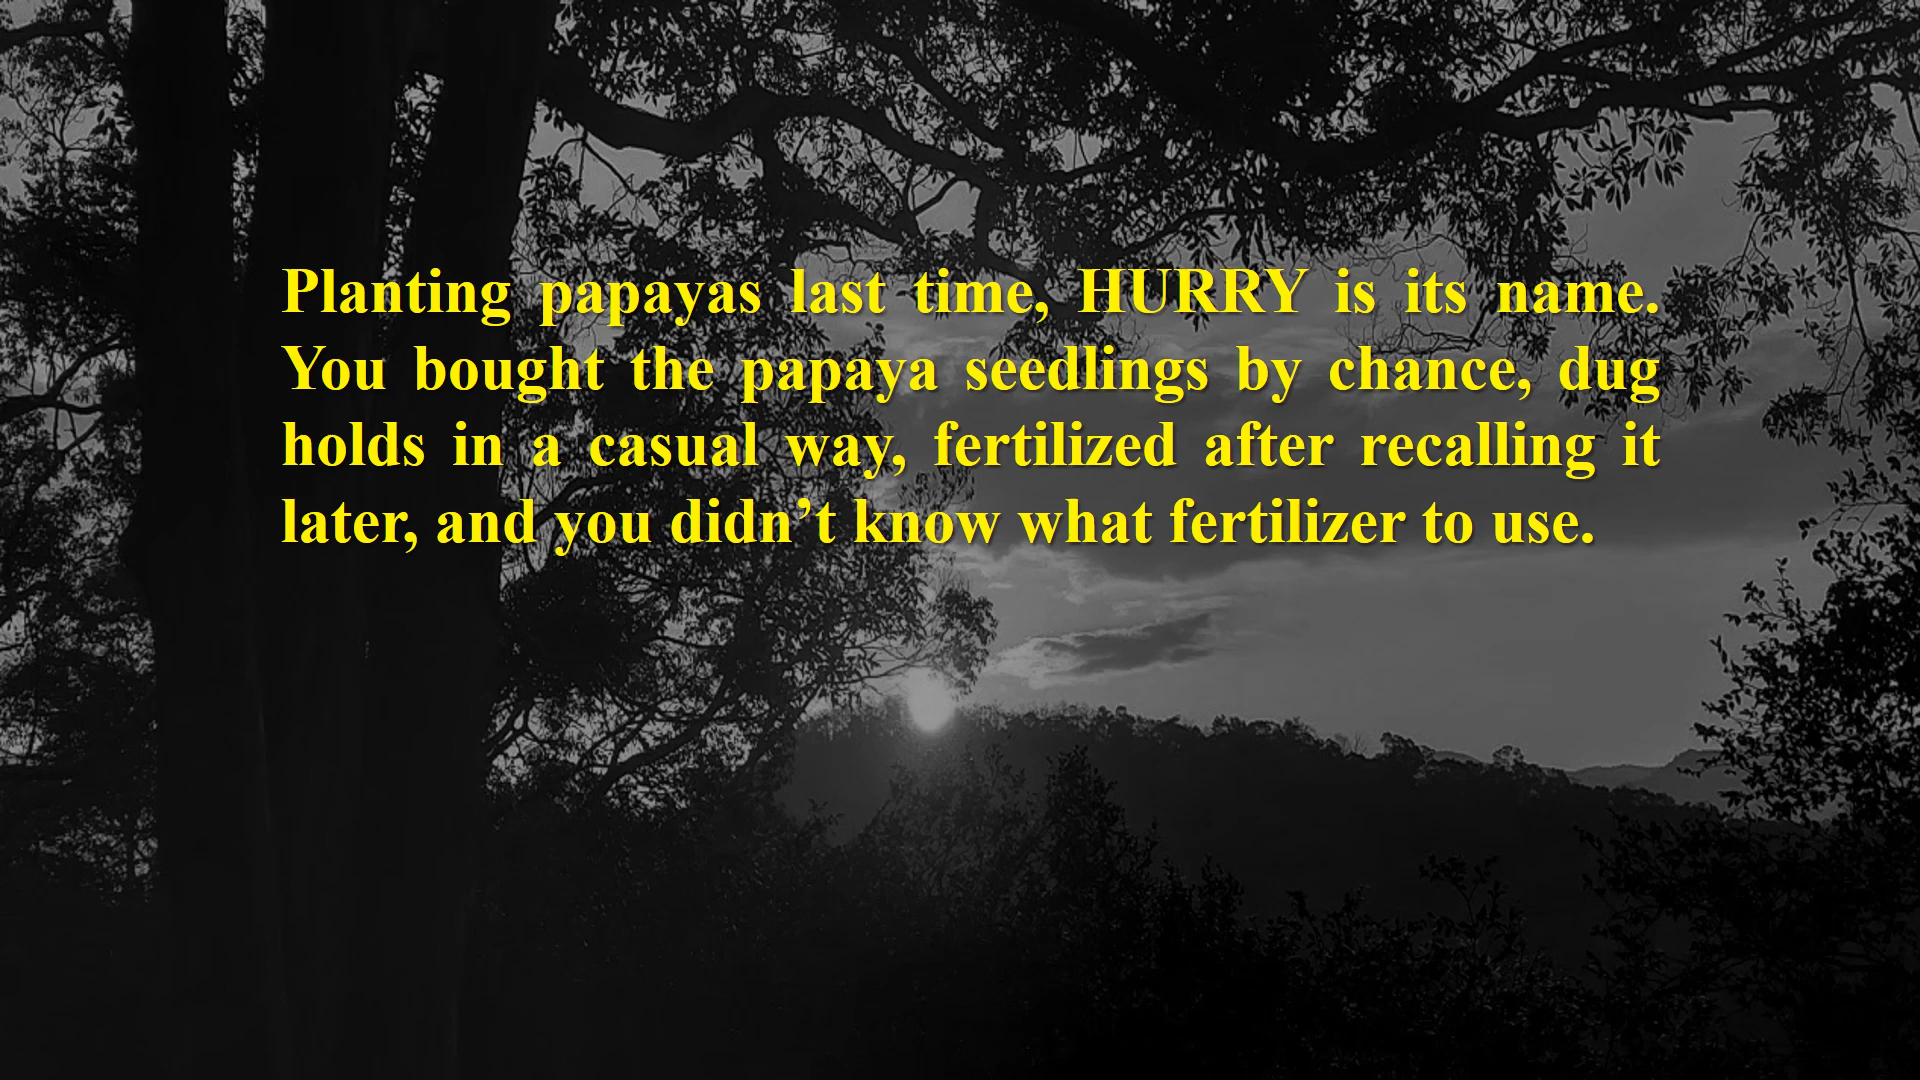 Planting papayas last time, HURRY is its name.
You bought the papaya seedlings by chance, dug
holds in a casual way, fertilized after recalling it
later, and you didn’t know what fertilizer to use.